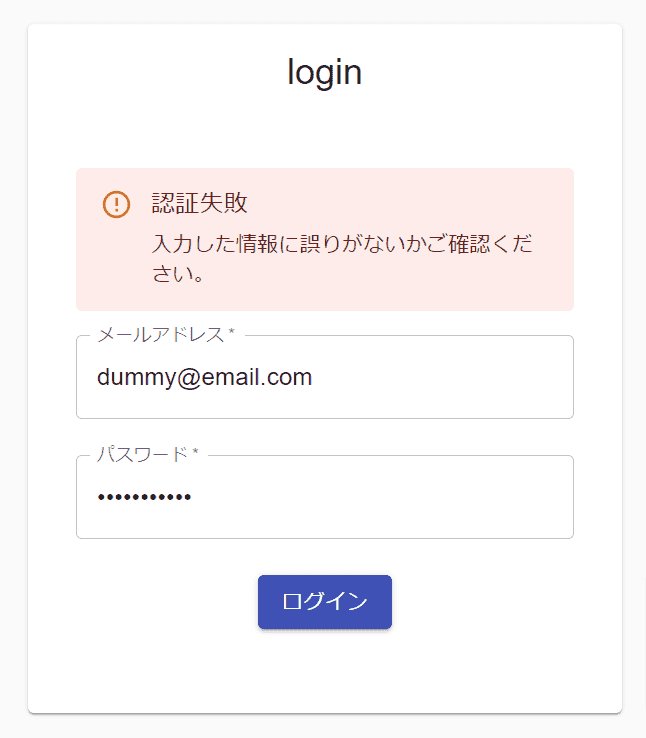 login
認証失敗
入力した情報に誤りがないかご確認くだ
さい。
メールアドレス *
dummy@email.com
パスワード *
•••••••••••
ログイン